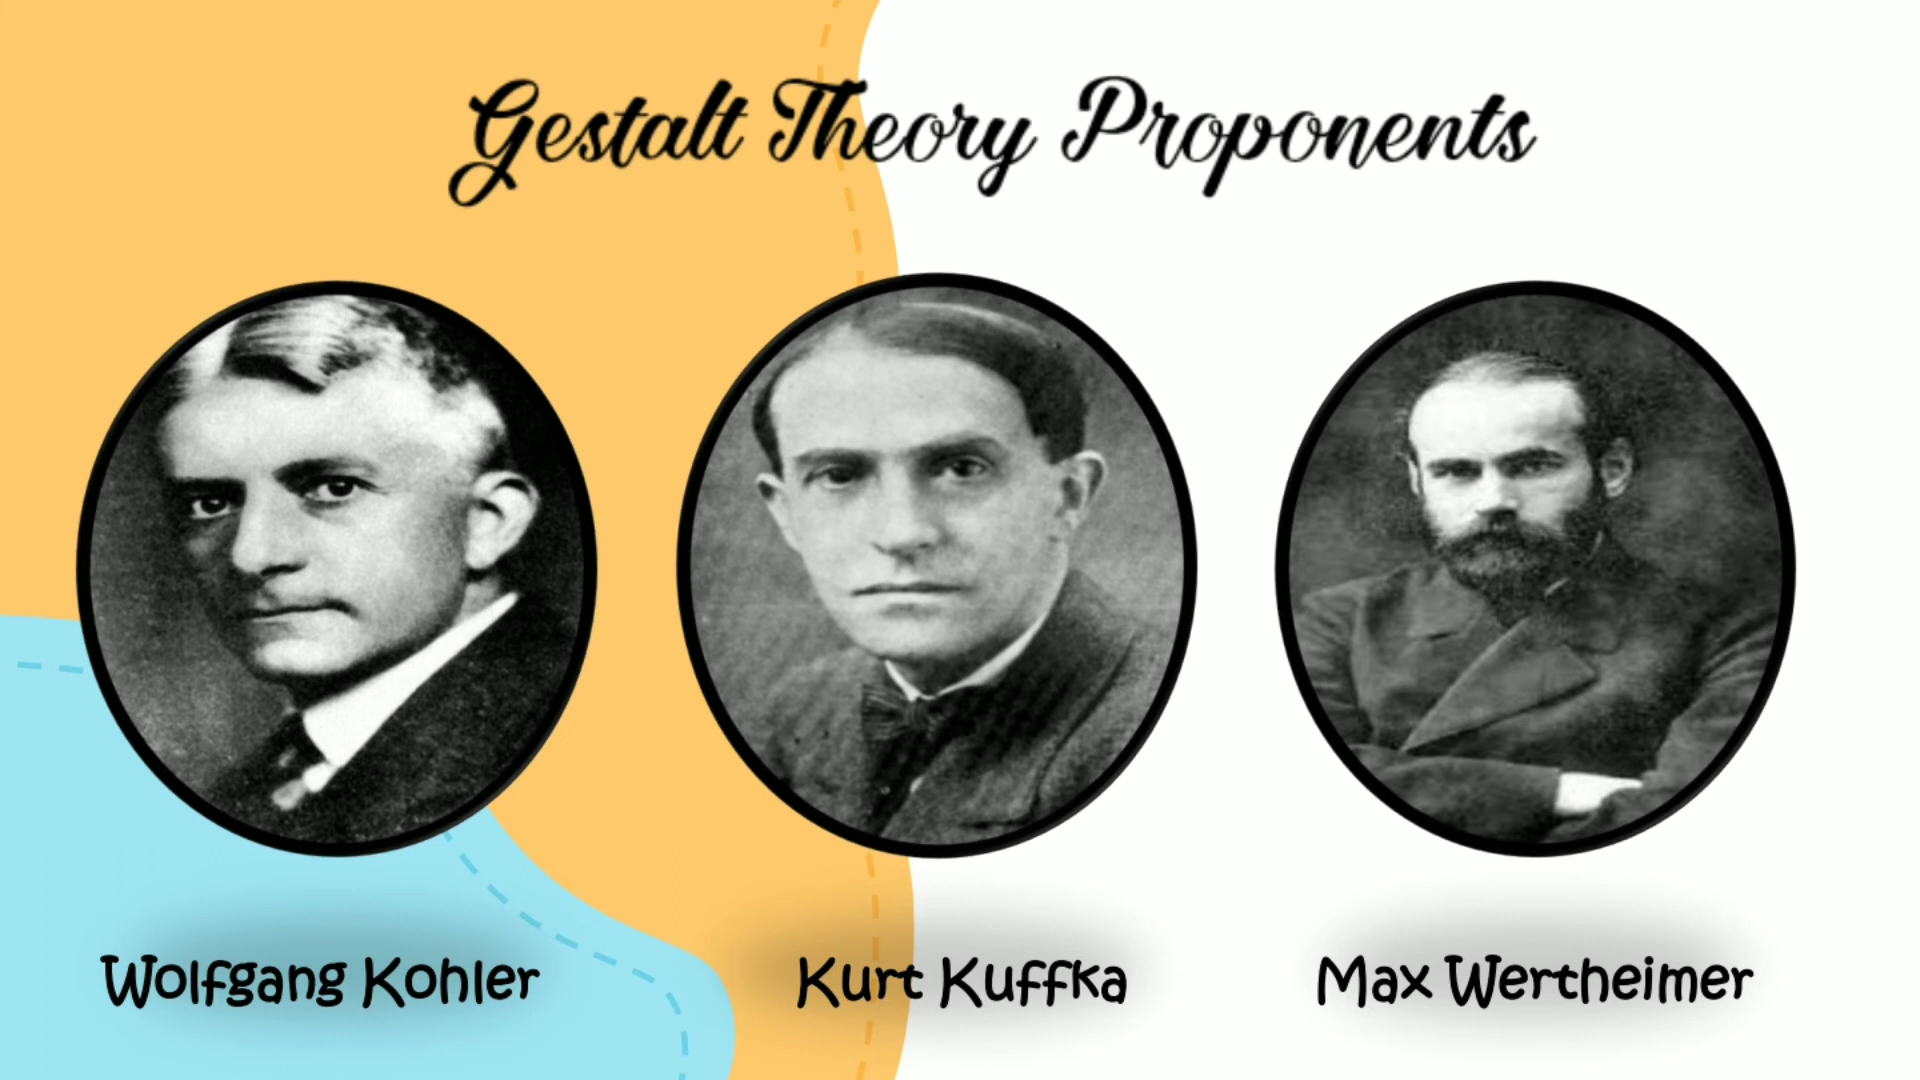 Gestalt Theory Proponents
Wolfgang Kohler
Kurt Kuffka
Max Wertheimer